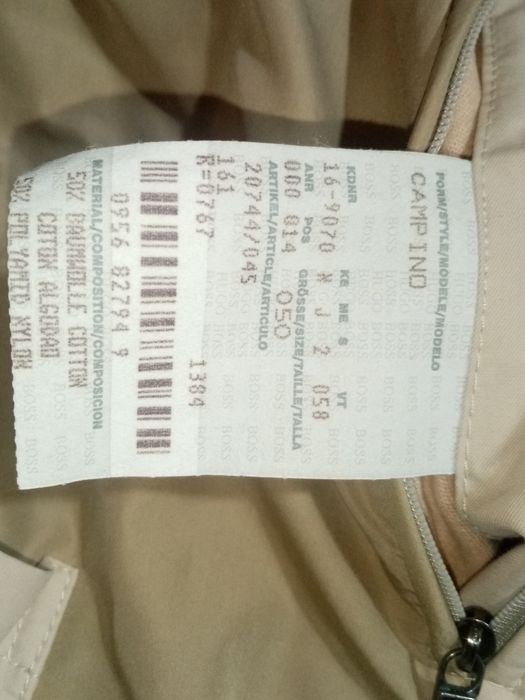 FORM/STYLE/MODELE/MODELO
CAMPINO
KDNR KE ME S VT
16-9070 N J 2 058
ANR POS GRÖSSE/SIZE/TAILLE/TALLA
000 014 050
ARTIKEL/ARTICLE/ARTICULO
20744/045
161 1384
R=0767
0956 82794 9
MATERIAL/COMPOSITION/COMPOSICION
50% BAUMWOLLE COTTON
COTON ALGODAO
50% POLYAMID NYLON
BOSS